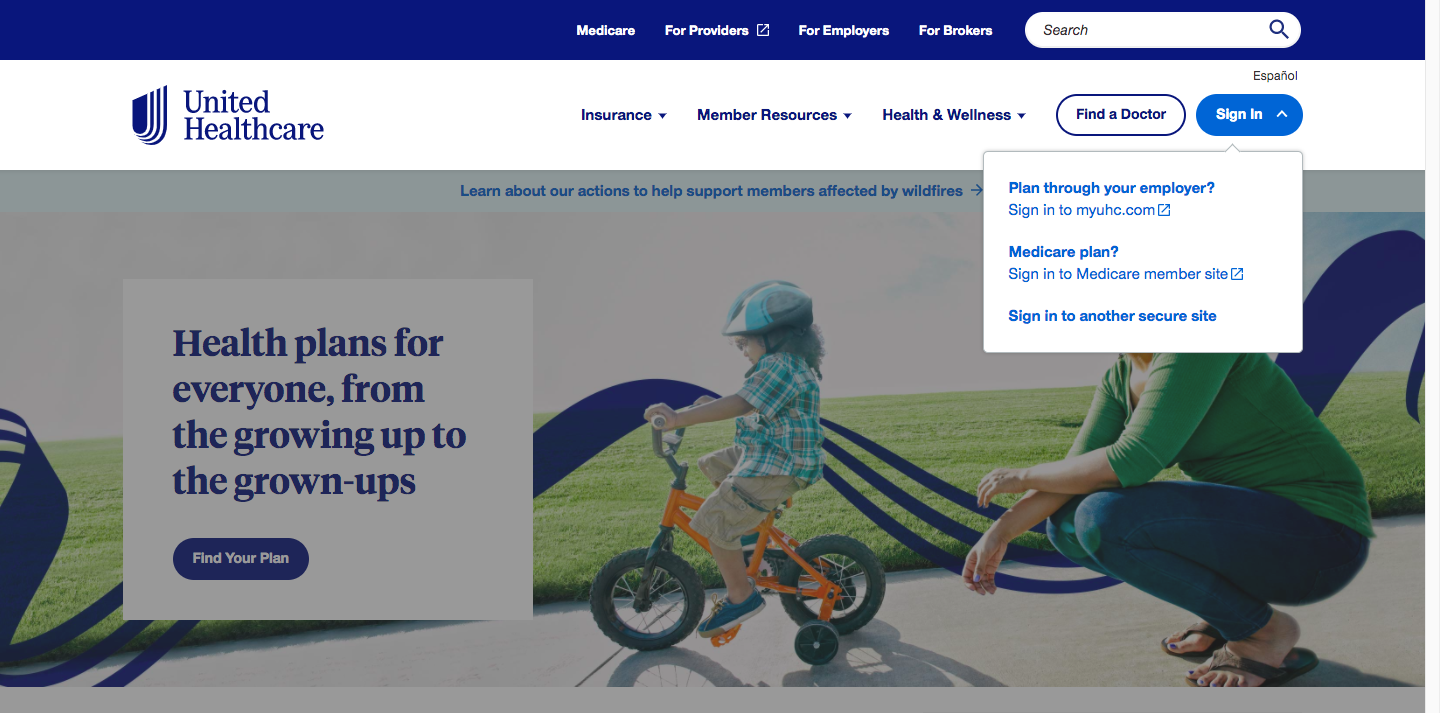 Medicare For Providers For Employers For Brokers Search
Español
United
Healthcare
Insurance Member Resources Health & Wellness Find a Doctor Sign In
Learn about our actions to help support members affected by wildfires
Plan through your employer?
Sign in to myuhc.com
Medicare plan?
Sign in to Medicare member site
Sign in to another secure site
Health plans for
everyone, from
the growing up to
the grown-ups
Find Your Plan